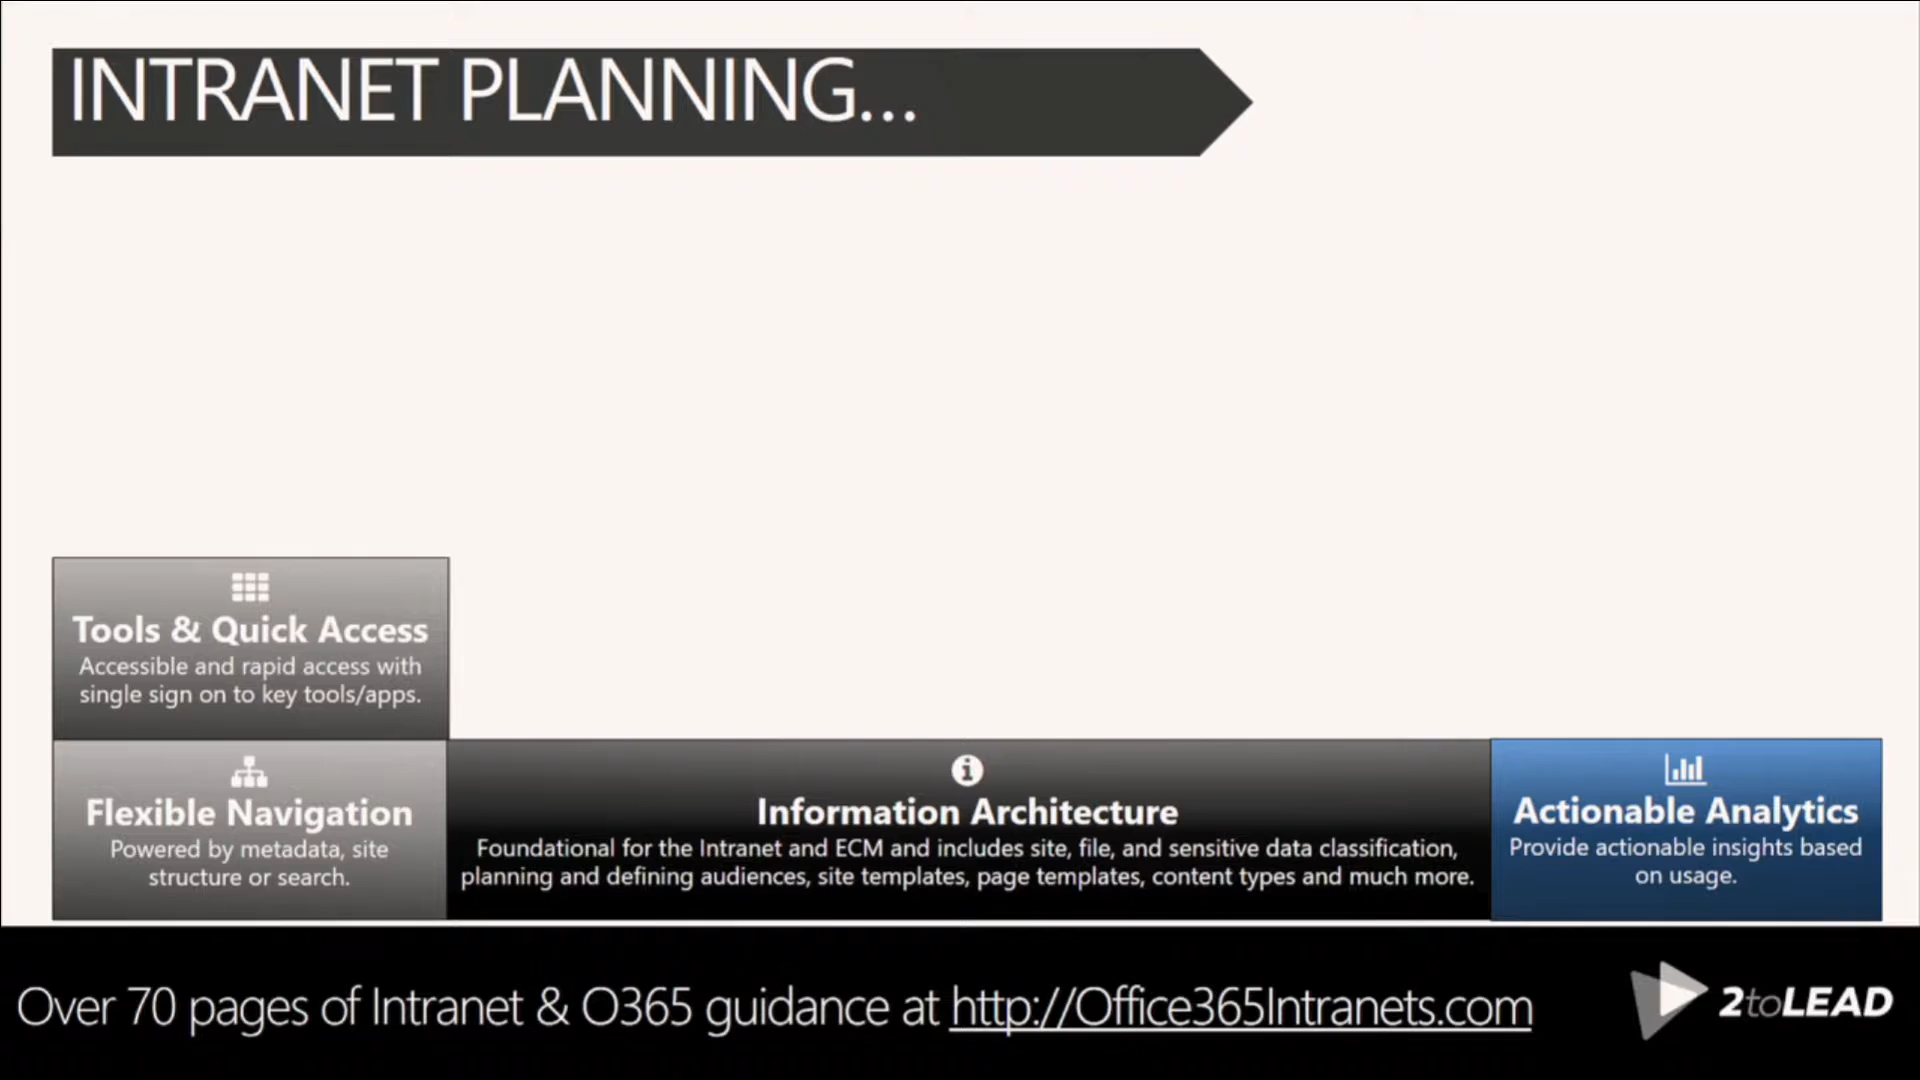 INTRANET PLANNING...
Tools & Quick Access
Accessible and rapid access with
single sign on to key tools/apps.
Flexible Navigation
Powered by metadata, site
structure or search.
Information Architecture
Foundational for the Intranet and ECM and includes site, file, and sensitive data classification,
planning and defining audiences, site templates, page templates, content types and much more.
Actionable Analytics
Provide actionable insights based
on usage.
Over 70 pages of Intranet & O365 guidance at http://Office365Intranets.com
2toLEAD